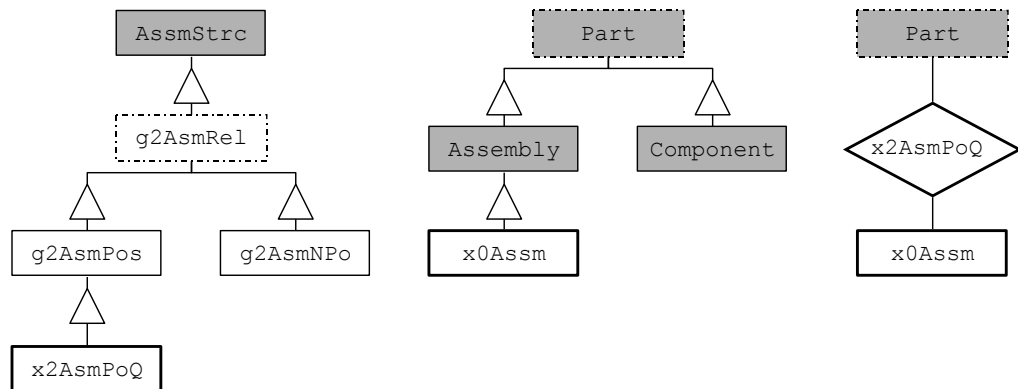 AssmStrc
g2AsmRel
g2AsmPos
g2AsmNPo
x2AsmPoQ
Part
Assembly
Component
x0Assm
Part
x2AsmPoQ
x0Assm